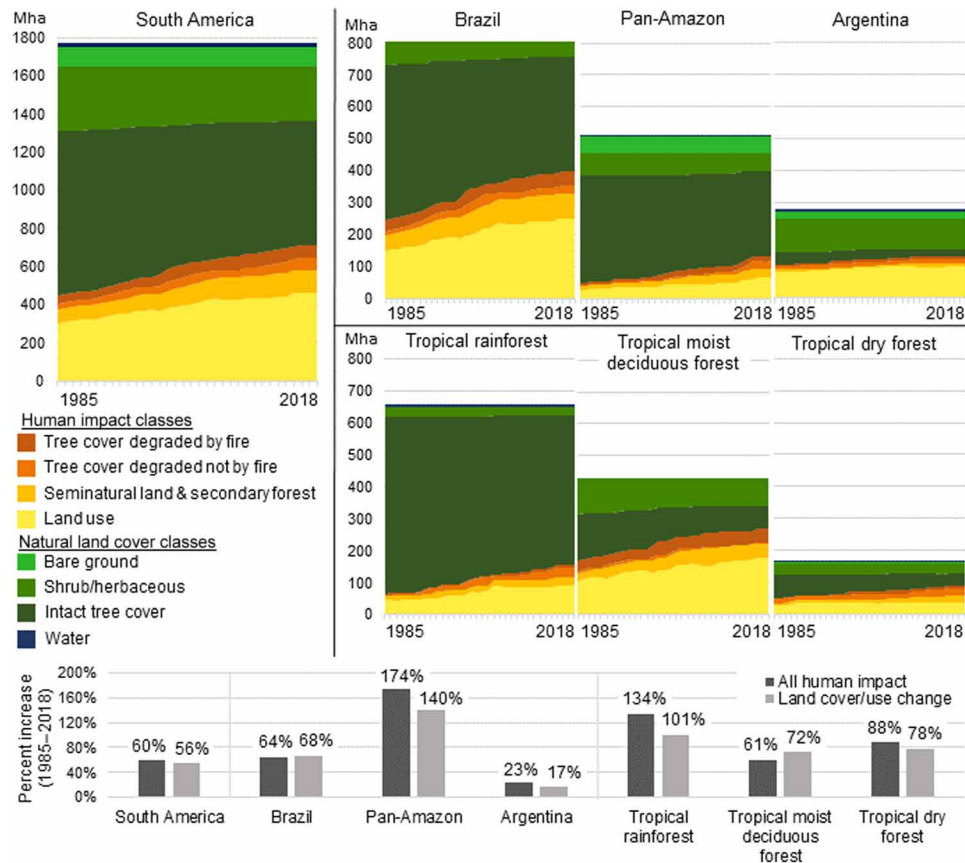 Mha
South America
1800
1600
1400
1200
1000
800
600
400
200
0
1985
2018
Brazil
Pan-Amazon
Argentina
800
700
600
500
400
300
200
100
0
1985
2018
1985
2018
1985
2018
Mha
Tropical rainforest
Tropical moist
deciduous forest
Tropical dry forest
800
700
600
500
400
300
200
100
0
1985
2018
1985
2018
1985
2018
Human impact classes
Tree cover degraded by fire
Tree cover degraded not by fire
Seminatural land & secondary forest
Land use
Natural land cover classes
Bare ground
Shrub/herbaceous
Intact tree cover
Water
Percent increase
(1985–2018)
200%
160%
120%
80%
40%
0%
60%
56%
64%
68%
174%
140%
23%
17%
134%
101%
61%
72%
88%
78%
All human impact
Land cover/use change
South America
Brazil
Pan-Amazon
Argentina
Tropical
rainforest
Tropical moist
deciduous
forest
Tropical dry
forest